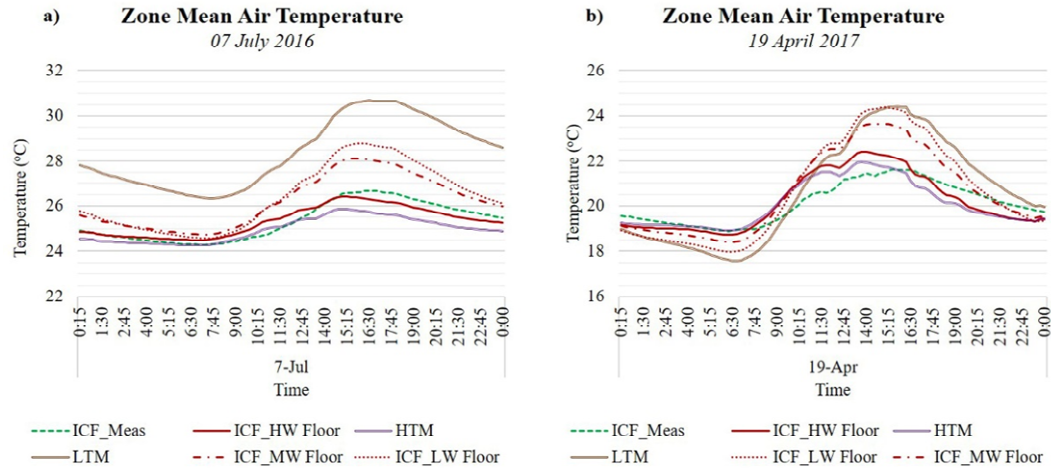 a) Zone Mean Air Temperature
07 July 2016
Temperature (°C)
32
30
28
26
24
22
0:15 1:30 2:45 4:00 5:15 6:30 7:45 9:00 10:15 11:30 12:45 14:00 15:15 16:30 17:45 19:00 20:15 21:30 22:45 0:00
7-Jul
Time
ICF_Meas ICF_HW Floor HTM
LTM ICF_MW Floor ICF_LW Floor
b) Zone Mean Air Temperature
19 April 2017
Temperature (°C)
26
24
22
20
18
16
0:15 1:30 2:45 4:00 5:15 6:30 7:45 9:00 10:15 11:30 12:45 14:00 15:15 16:30 17:45 19:00 20:15 21:30 22:45 0:00
19-Apr
Time
ICF_Meas ICF_HW Floor HTM
LTM ICF_LW Floor ICF_MW Floor